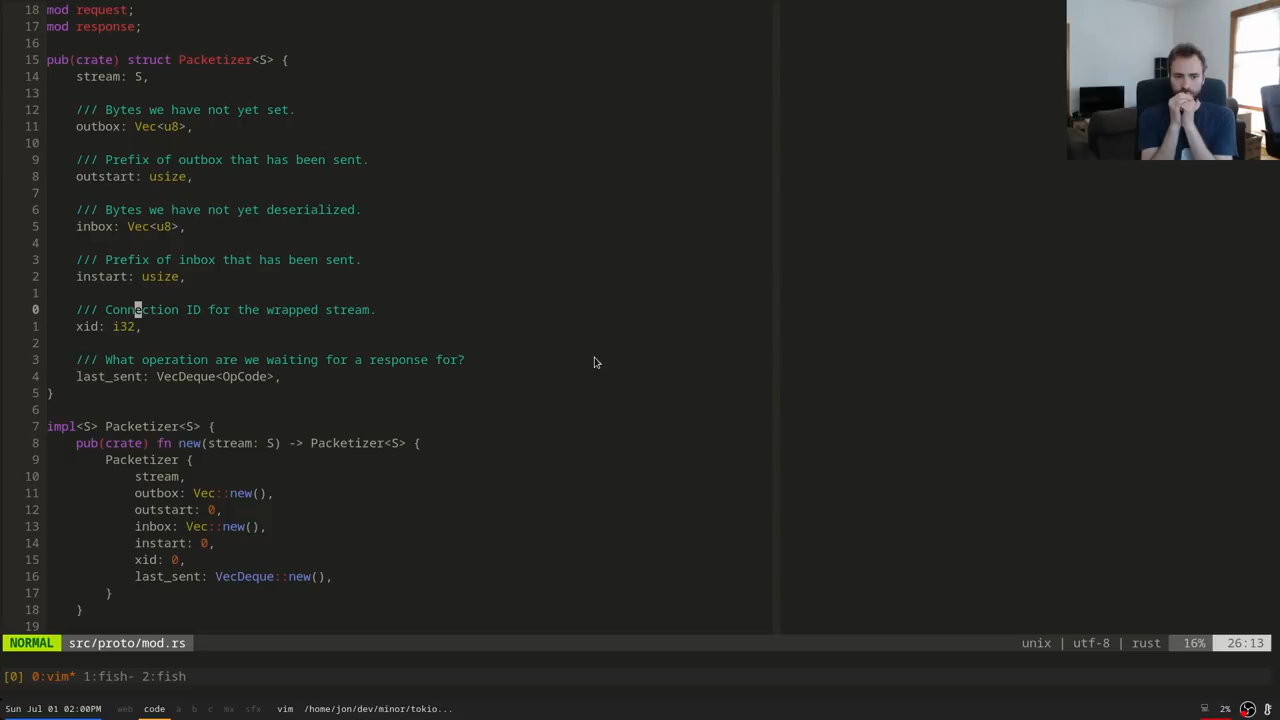 18 mod request;
17 mod response;
16
15 pub(crate) struct Packetizer<S> {
14     stream: S,
13
12     /// Bytes we have not yet set.
11     outbox: Vec<u8>,
10
9     /// Prefix of outbox that has been sent.
8     outstart: usize,
7
6     /// Bytes we have not yet deserialized.
5     inbox: Vec<u8>,
4
3     /// Prefix of inbox that has been sent.
2     instart: usize,
1
0     /// Connection ID for the wrapped stream.
1     xid: i32,
2
3     /// What operation are we waiting for a response for?
4     last_sent: VecDeque<OpCode>,
5 }
6
7 impl<S> Packetizer<S> {
8     pub(crate) fn new(stream: S) -> Packetizer<S> {
9         Packetizer {
10             stream,
11             outbox: Vec::new(),
12             outstart: 0,
13             inbox: Vec::new(),
14             instart: 0,
15             xid: 0,
16             last_sent: VecDeque::new(),
17         }
18     }
19
NORMAL src/proto/mod.rs unix | utf-8 | rust 16% 26:13
[0] 0:vim* 1:fish- 2:fish
Sun Jul 01 02:00PM web code a b c mx sfx vim /home/jon/dev/minor/tokio... 2%